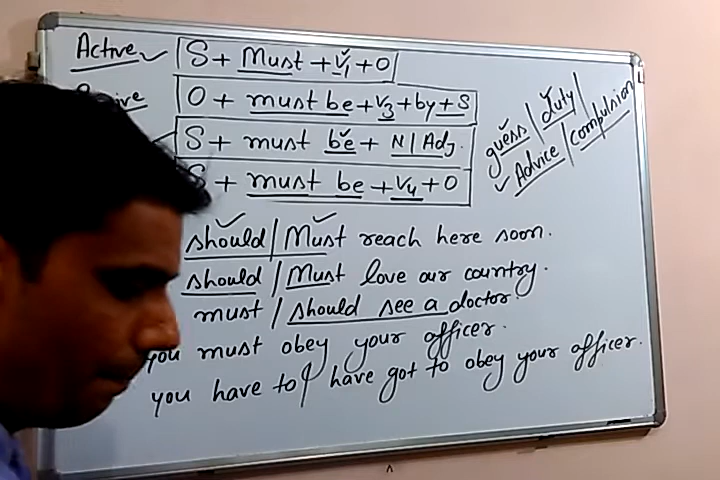 Active S + Must + V1 + O
O + must be + V3 + by + S
S + must be + N | Adj.
S + must be + V4 + O
guess | duty
Advice | compulsion
should | Must reach here soon.
should | Must love our country.
must | should see a doctor.
you must obey your officer.
you have to | have got to obey your officer.